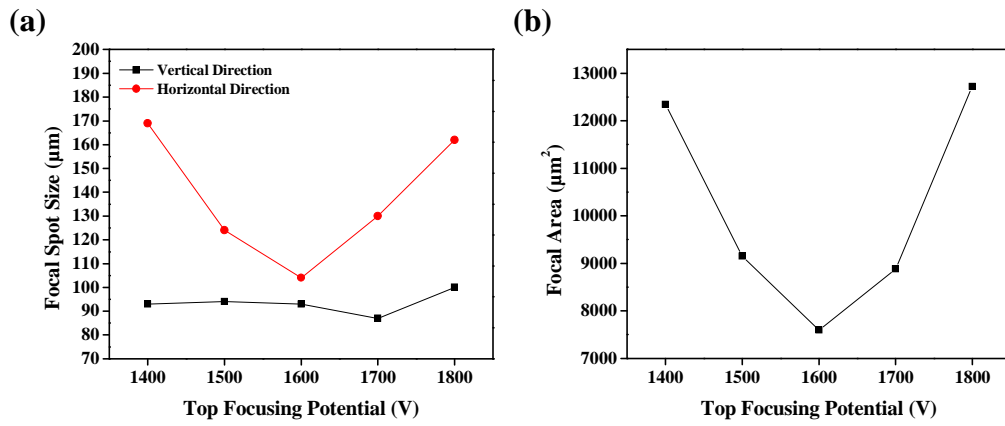 (a)
200
190
180
170
160
150
140
130
120
110
100
90
80
70
Focal Spot Size (µm)
Vertical Direction
Horizontal Direction
1400 1500 1600 1700 1800
Top Focusing Potential (V)
(b)
13000
12000
11000
10000
9000
8000
7000
Focal Area (µm²)
1400 1500 1600 1700 1800
Top Focusing Potential (V)